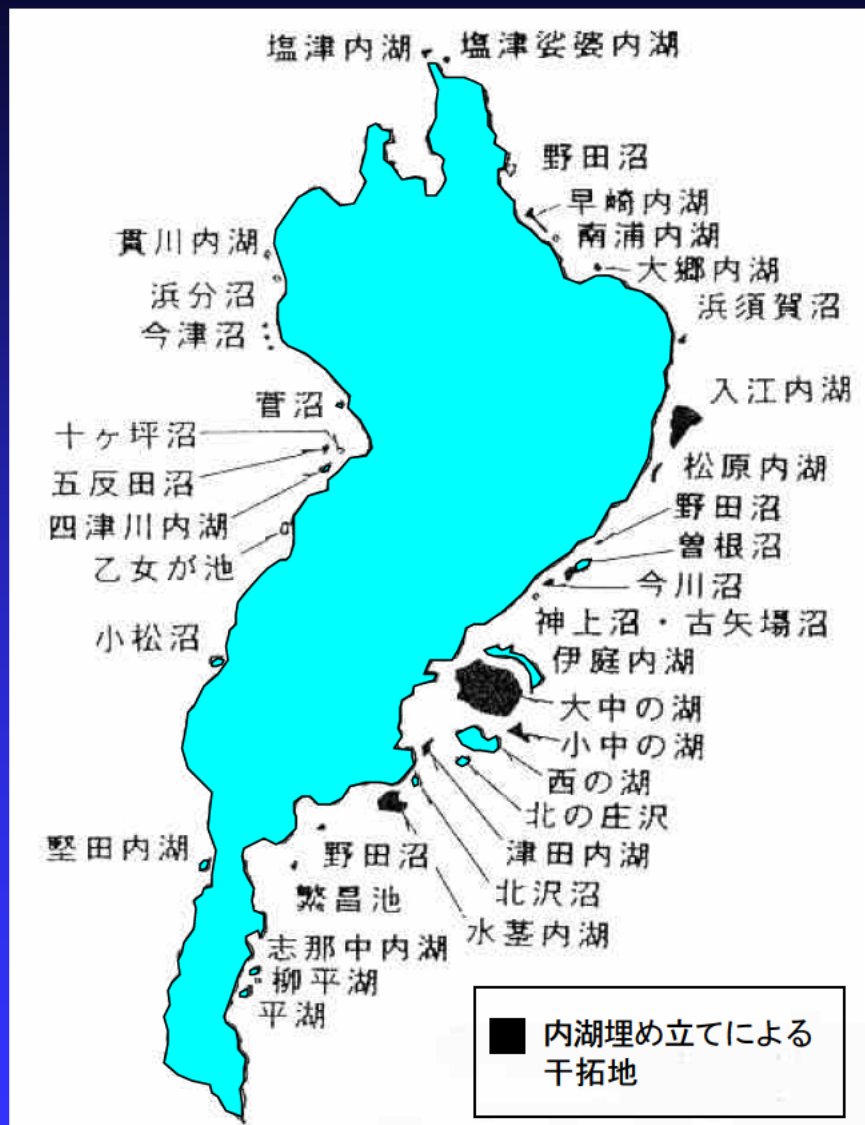 塩津内湖
塩津娑婆内湖
野田沼
早崎内湖
貫川内湖
南浦内湖
大郷内湖
浜分沼
浜須賀沼
今津沼
入江内湖
菅沼
十ヶ坪沼
松原内湖
五反田沼
野田沼
四津川内湖
曽根沼
乙女が池
今川沼
神上沼・古矢場沼
小松沼
伊庭内湖
大中の湖
小中の湖
西の湖
北の庄沢
堅田内湖
野田沼
津田内湖
繁昌池
北沢沼
水茎内湖
志那中内湖
柳平湖
平湖
内湖埋め立てによる
干拓地